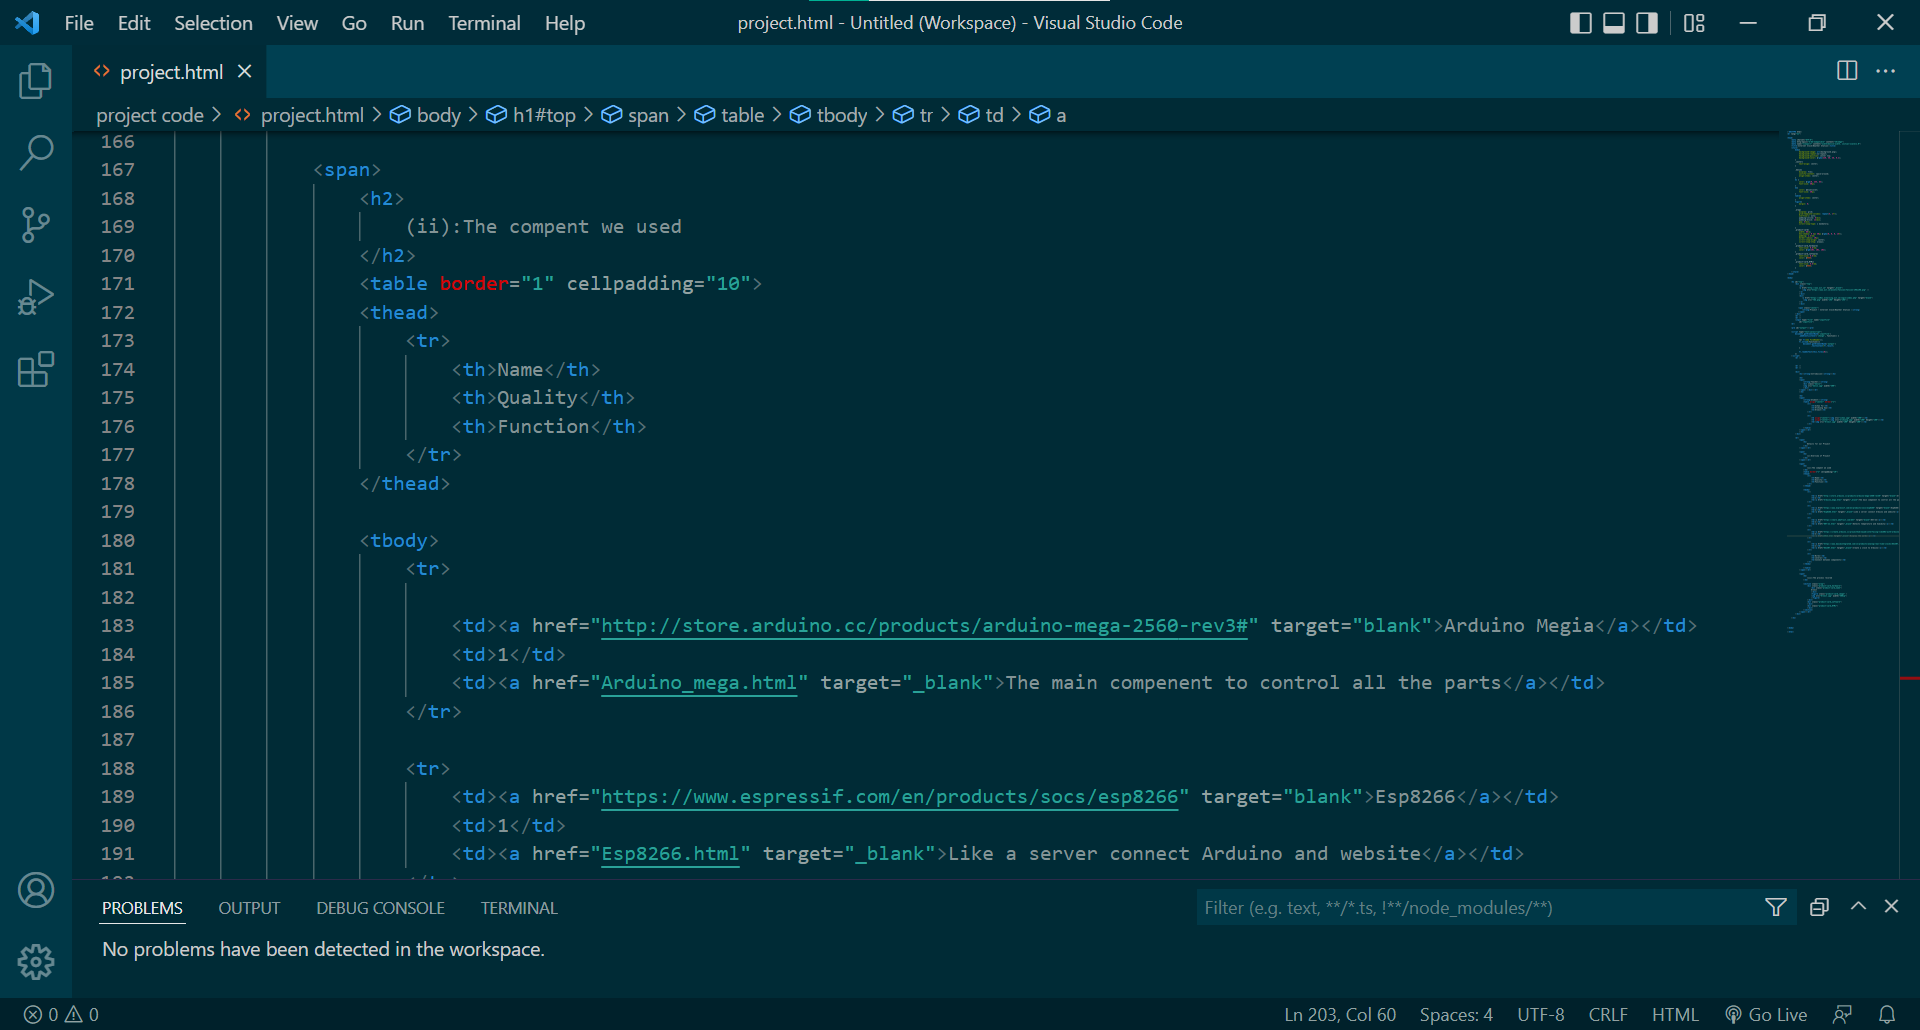 File Edit Selection View Go Run Terminal Help project.html - Untitled (Workspace) - Visual Studio Code
project.html
project code > project.html > body > h1#top > span > table > tbody > tr > td > a
166
167 <span>
168 <h2>
169 (ii):The compent we used
170 </h2>
171 <table border="1" cellpadding="10">
172 <thead>
173 <tr>
174 <th>Name</th>
175 <th>Quality</th>
176 <th>Function</th>
177 </tr>
178 </thead>
179
180 <tbody>
181 <tr>
182
183 <td><a href="http://store.arduino.cc/products/arduino-mega-2560-rev3#" target="blank">Arduino Megia</a></td>
184 <td>1</td>
185 <td><a href="Arduino_mega.html" target="_blank">The main compenent to control all the parts</a></td>
186 </tr>
187
188 <tr>
189 <td><a href="https://www.espressif.com/en/products/socs/esp8266" target="blank">Esp8266</a></td>
190 <td>1</td>
191 <td><a href="Esp8266.html" target="_blank">Like a server connect Arduino and website</a></td>
PROBLEMS OUTPUT DEBUG CONSOLE TERMINAL Filter (e.g. text, **/*.ts, !**/node_modules/**)
No problems have been detected in the workspace.
0 0 Ln 203, Col 60 Spaces: 4 UTF-8 CRLF HTML Go Live